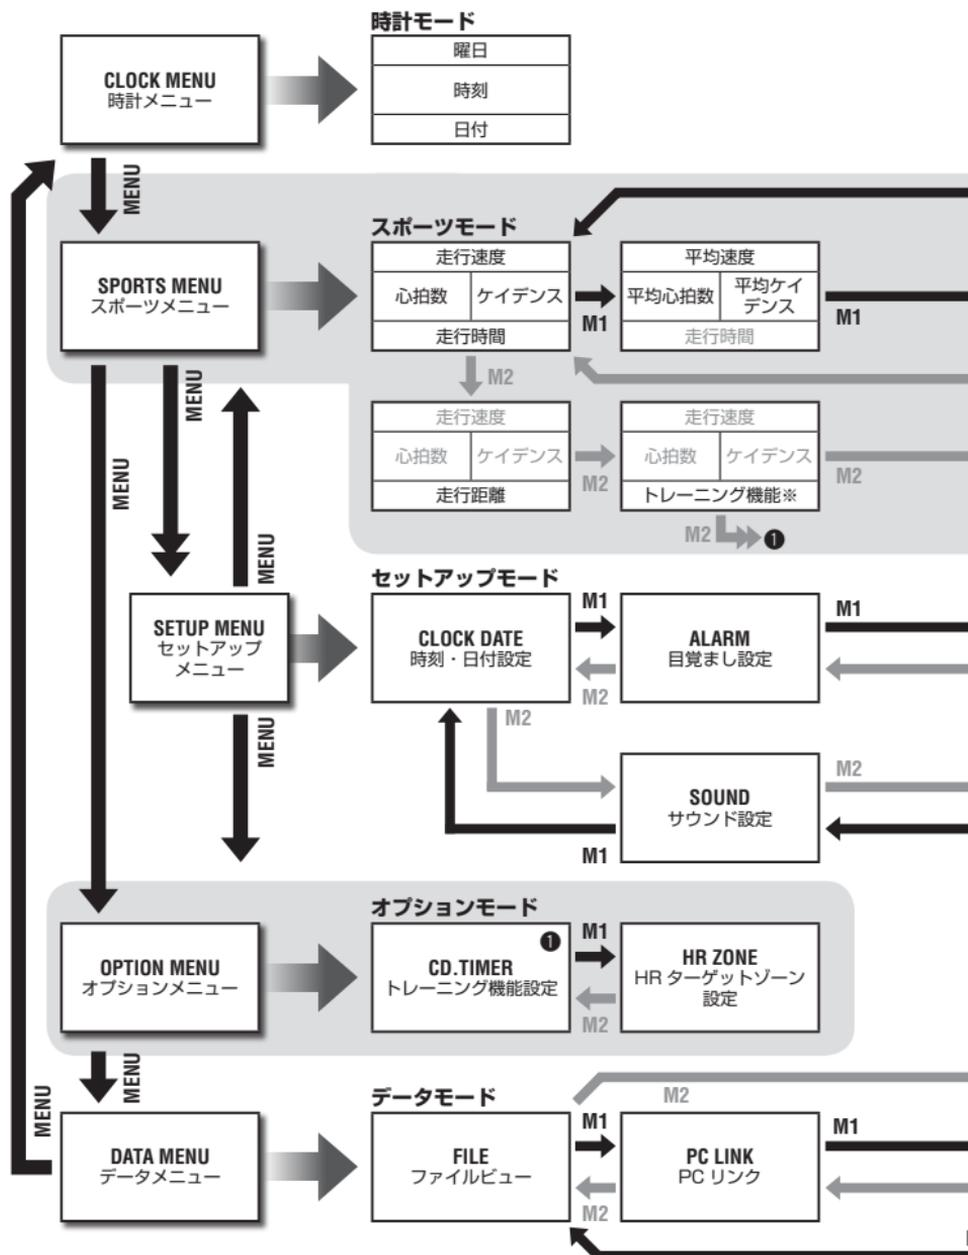 時計モード
CLOCK MENU
時計メニュー
曜日
時刻
日付
MENU
スポーツモード
SPORTS MENU
スポーツメニュー
走行速度
心拍数
ケイデンス
走行時間
M1
平均速度
平均心拍数
平均ケイ
デンス
走行時間
M1
M2
走行速度
心拍数
ケイデンス
走行距離
M2
走行速度
心拍数
ケイデンス
トレーニング機能※
M2
M2
❶
MENU
MENU
MENU
セットアップモード
SETUP MENU
セットアップ
メニュー
CLOCK DATE
時刻・日付設定
M1
M2
ALARM
目覚まし設定
M1
M2
MENU
SOUND
サウンド設定
M2
M1
オプションモード
OPTION MENU
オプションメニュー
❶
CD.TIMER
トレーニング機能設定
M1
M2
HR ZONE
HR ターゲットゾーン
設定
MENU
MENU
データモード
DATA MENU
データメニュー
FILE
ファイルビュー
M2
M1
M2
PC LINK
PC リンク
M1